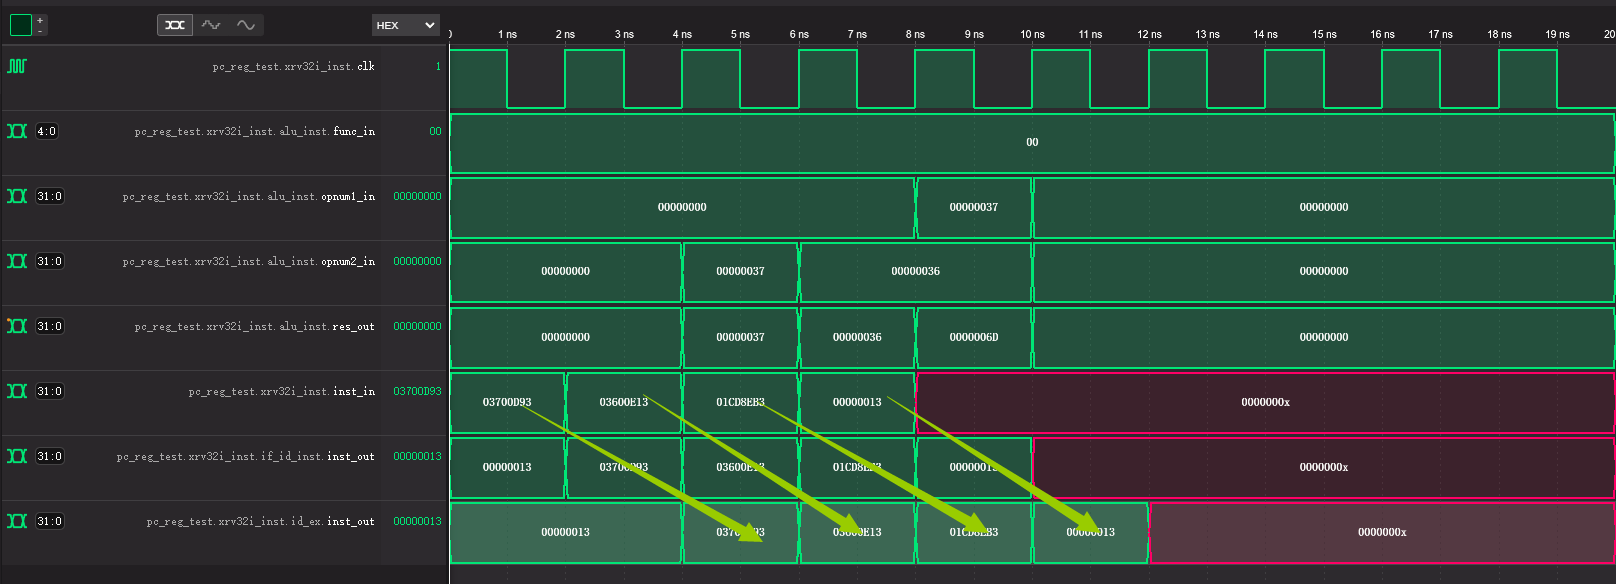 +
-
HEX
0 1 ns 2 ns 3 ns 4 ns 5 ns 6 ns 7 ns 8 ns 9 ns 10 ns 11 ns 12 ns 13 ns 14 ns 15 ns 16 ns 17 ns 18 ns 19 ns 20
pc_reg_test.xrv32i_inst.clk 1
4:0 pc_reg_test.xrv32i_inst.alu_inst.func_in 00 00
31:0 pc_reg_test.xrv32i_inst.alu_inst.opnum1_in 00000000 00000000 00000037 00000000
31:0 pc_reg_test.xrv32i_inst.alu_inst.opnum2_in 00000000 00000000 00000037 00000036 00000000
31:0 pc_reg_test.xrv32i_inst.alu_inst.res_out 00000000 00000000 00000037 00000036 0000006D 00000000
31:0 pc_reg_test.xrv32i_inst.inst_in 03700D93 03700D93 03600E13 01CD8EB3 00000013 0000000x
31:0 pc_reg_test.xrv32i_inst.if_id_inst.inst_out 00000013 00000013 03700D93 03600E13 01CD8EB3 00000013 0000000x
31:0 pc_reg_test.xrv32i_inst.id_ex.inst_out 00000013 00000013 03700D93 03600E13 01CD8EB3 00000013 0000000x